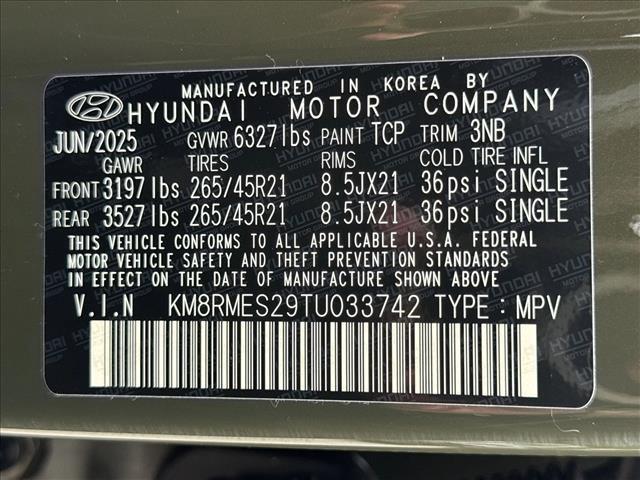 MANUFACTURED IN KOREA BY
HYUNDAI MOTOR COMPANY
JUN/2025 GVWR 6327lbs PAINT TCP TRIM 3NB
GAWR TIRES RIMS COLD TIRE INFL
FRONT 3197lbs 265/45R21 8.5JX21 36psi SINGLE
REAR 3527lbs 265/45R21 8.5JX21 36psi SINGLE
THIS VEHICLE CONFORMS TO ALL APPLICABLE U.S.A. FEDERAL
MOTOR VEHICLE SAFETY AND THEFT PREVENTION STANDARDS
IN EFFECT ON THE DATE OF MANUFACTURE SHOWN ABOVE.
V.I.N KM8RMES29TU033742 TYPE : MPV